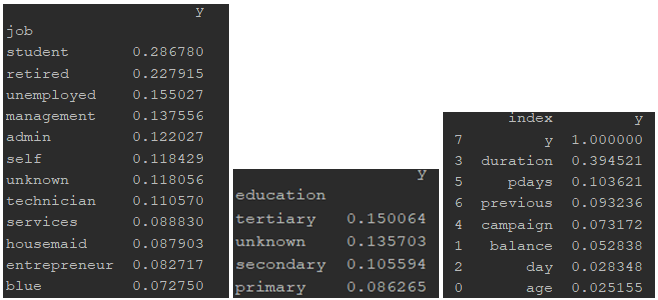 y
job
student 0.286780
retired 0.227915
unemployed 0.155027
management 0.137556
admin 0.122027
self 0.118429
unknown 0.118056
technician 0.110570
services 0.088830
housemaid 0.087903
entrepreneur 0.082717
blue 0.072750
y
education
tertiary 0.150064
unknown 0.135703
secondary 0.105594
primary 0.086265
index y
7 y 1.000000
3 duration 0.394521
5 pdays 0.103621
6 previous 0.093236
4 campaign 0.073172
1 balance 0.052838
2 day 0.028348
0 age 0.025155